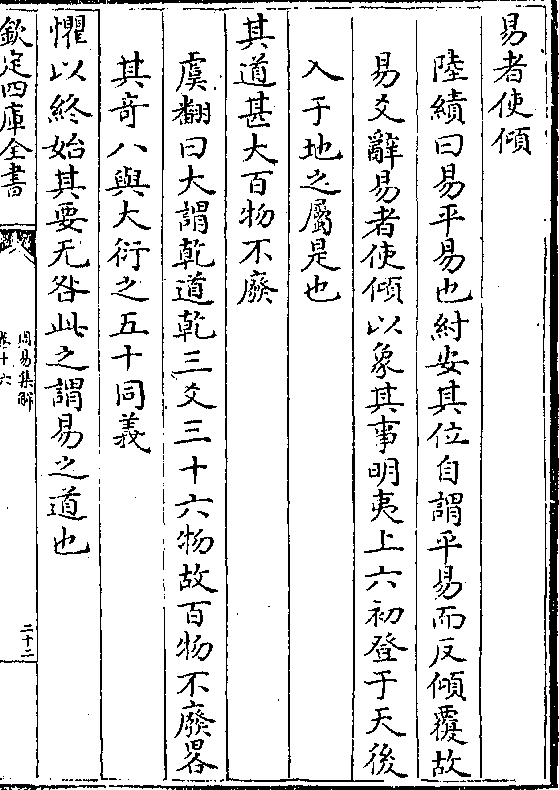 易者使傾
陸績曰易平易也紂安其位自謂平易而反傾覆故
易爻辭易者使傾以象其事明夷上六初登于天後
入于地之屬是也
其道甚大百物不廢
虞翻曰大謂乾道乾三爻三十六物故百物不廢畧
其奇八與大衍之五十同義
懼以終始其要无咎此之謂易之道也
欽定四庫全書
周易集解
卷十六
二十二